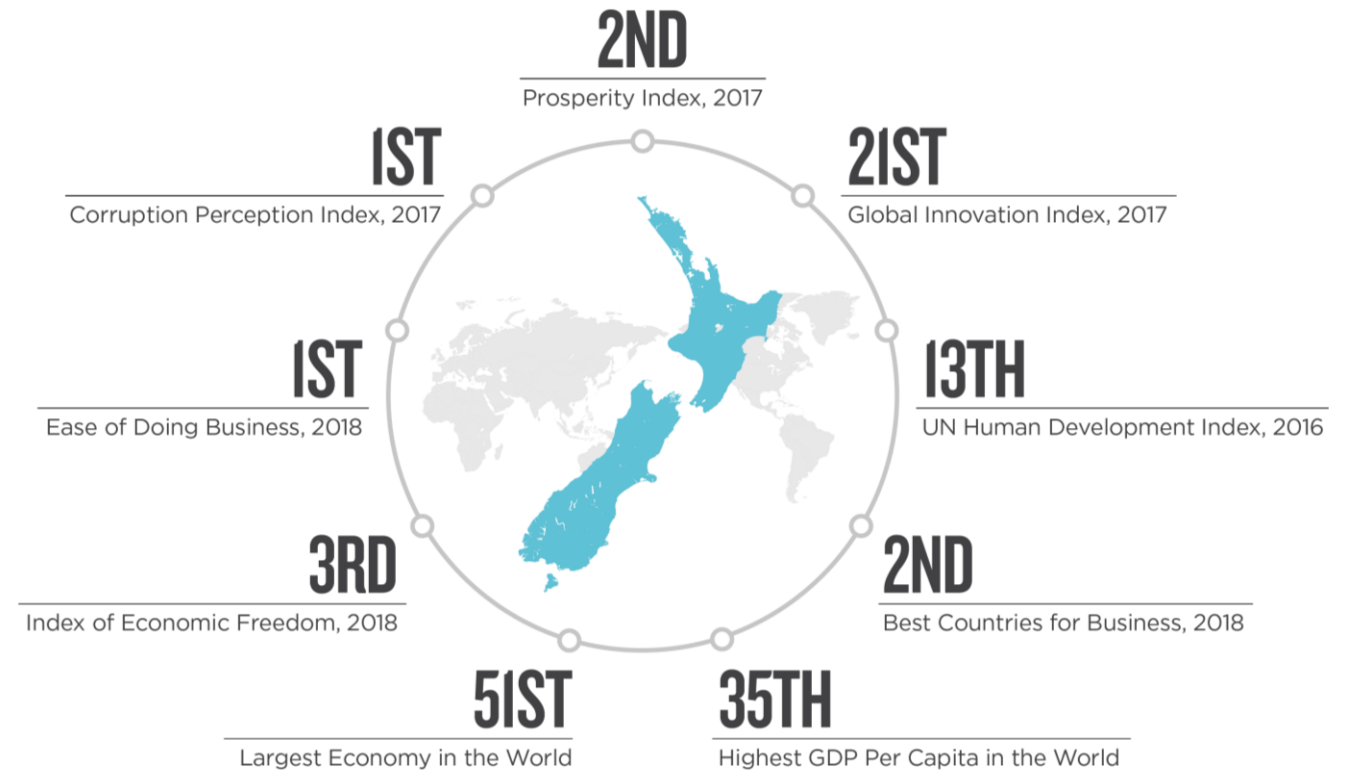 2ND
Prosperity Index, 2017
1ST
Corruption Perception Index, 2017
21ST
Global Innovation Index, 2017
1ST
Ease of Doing Business, 2018
13TH
UN Human Development Index, 2016
3RD
Index of Economic Freedom, 2018
2ND
Best Countries for Business, 2018
51ST
Largest Economy in the World
35TH
Highest GDP Per Capita in the World